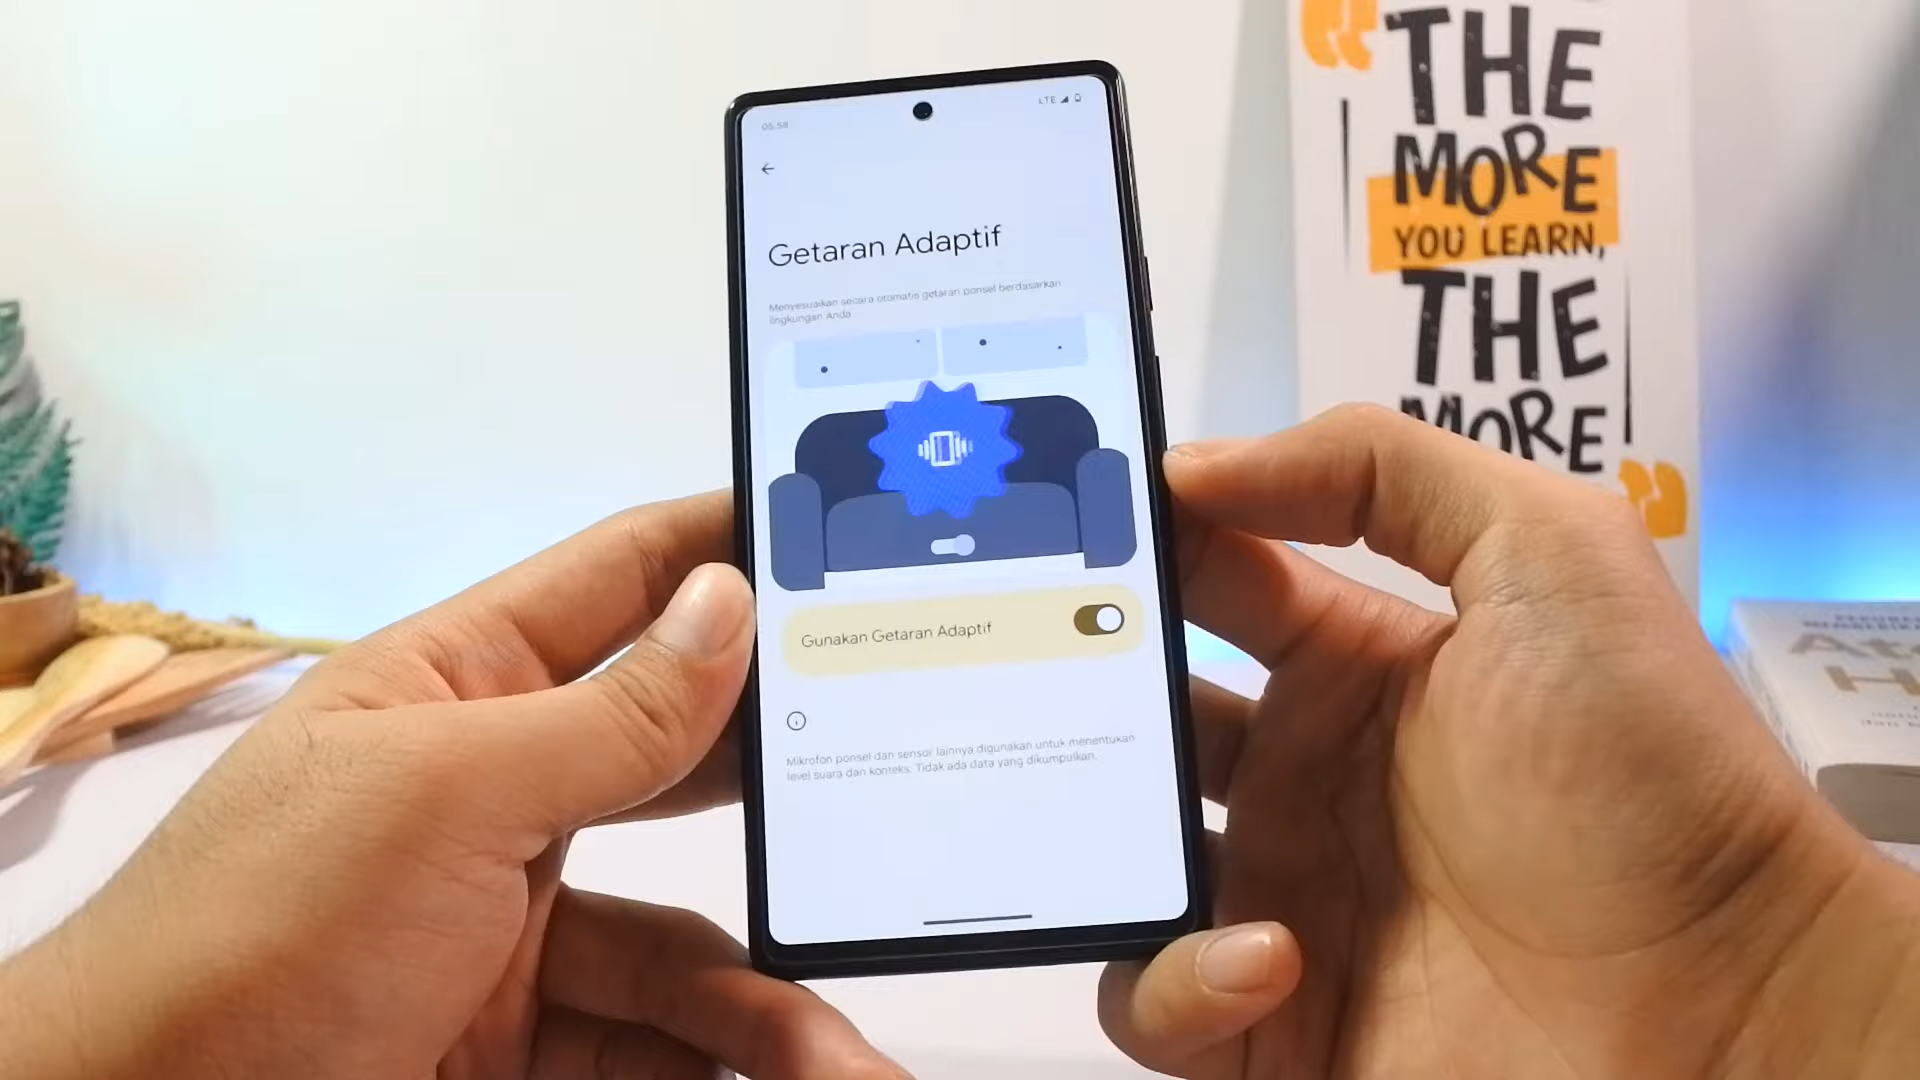 05.58
LTE
Getaran Adaptif
Menyesuaikan secara otomatis getaran ponsel berdasarkan
lingkungan Anda
Gunakan Getaran Adaptif
Mikrofon ponsel dan sensor lainnya digunakan untuk menentukan
level suara dan konteks. Tidak ada data yang dikumpulkan.
THE
MORE
YOU LEARN,
THE
MORE